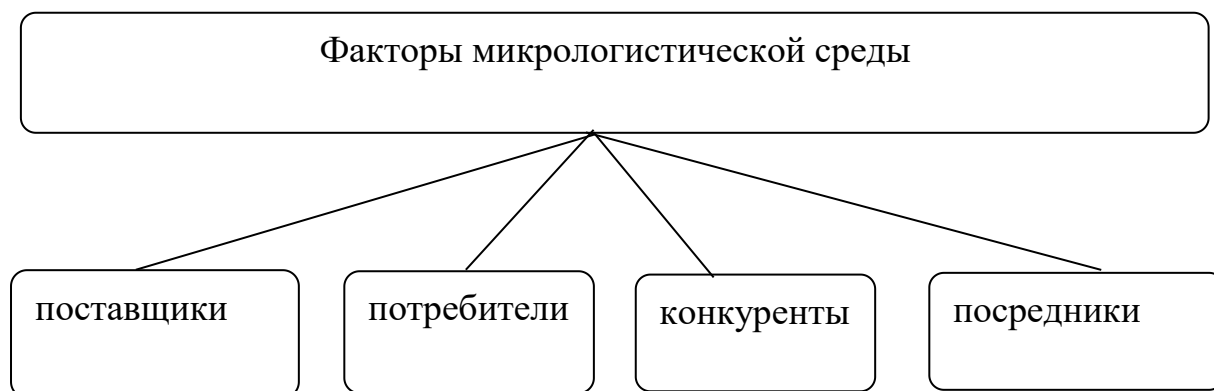 Факторы микрологистической среды
поставщики
потребители
конкуренты
посредники